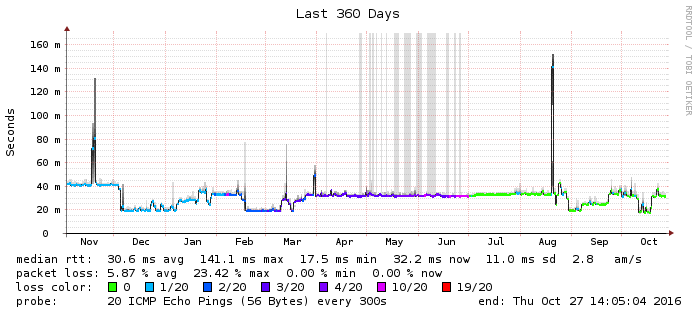 Last 360 Days
RRDTOOL / TOBI OETIKER
Seconds
160 m
140 m
120 m
100 m
80 m
60 m
40 m
20 m
0
Nov Dec Jan Feb Mar Apr May Jun Jul Aug Sep Oct
median rtt: 30.6 ms avg 141.1 ms max 17.5 ms min 32.2 ms now 11.0 ms sd 2.8 am/s
packet loss: 5.87 % avg 23.42 % max 0.00 % min 0.00 % now
loss color: 0 1/20 2/20 3/20 4/20 10/20 19/20
probe: 20 ICMP Echo Pings (56 Bytes) every 300s end: Thu Oct 27 14:05:04 2016